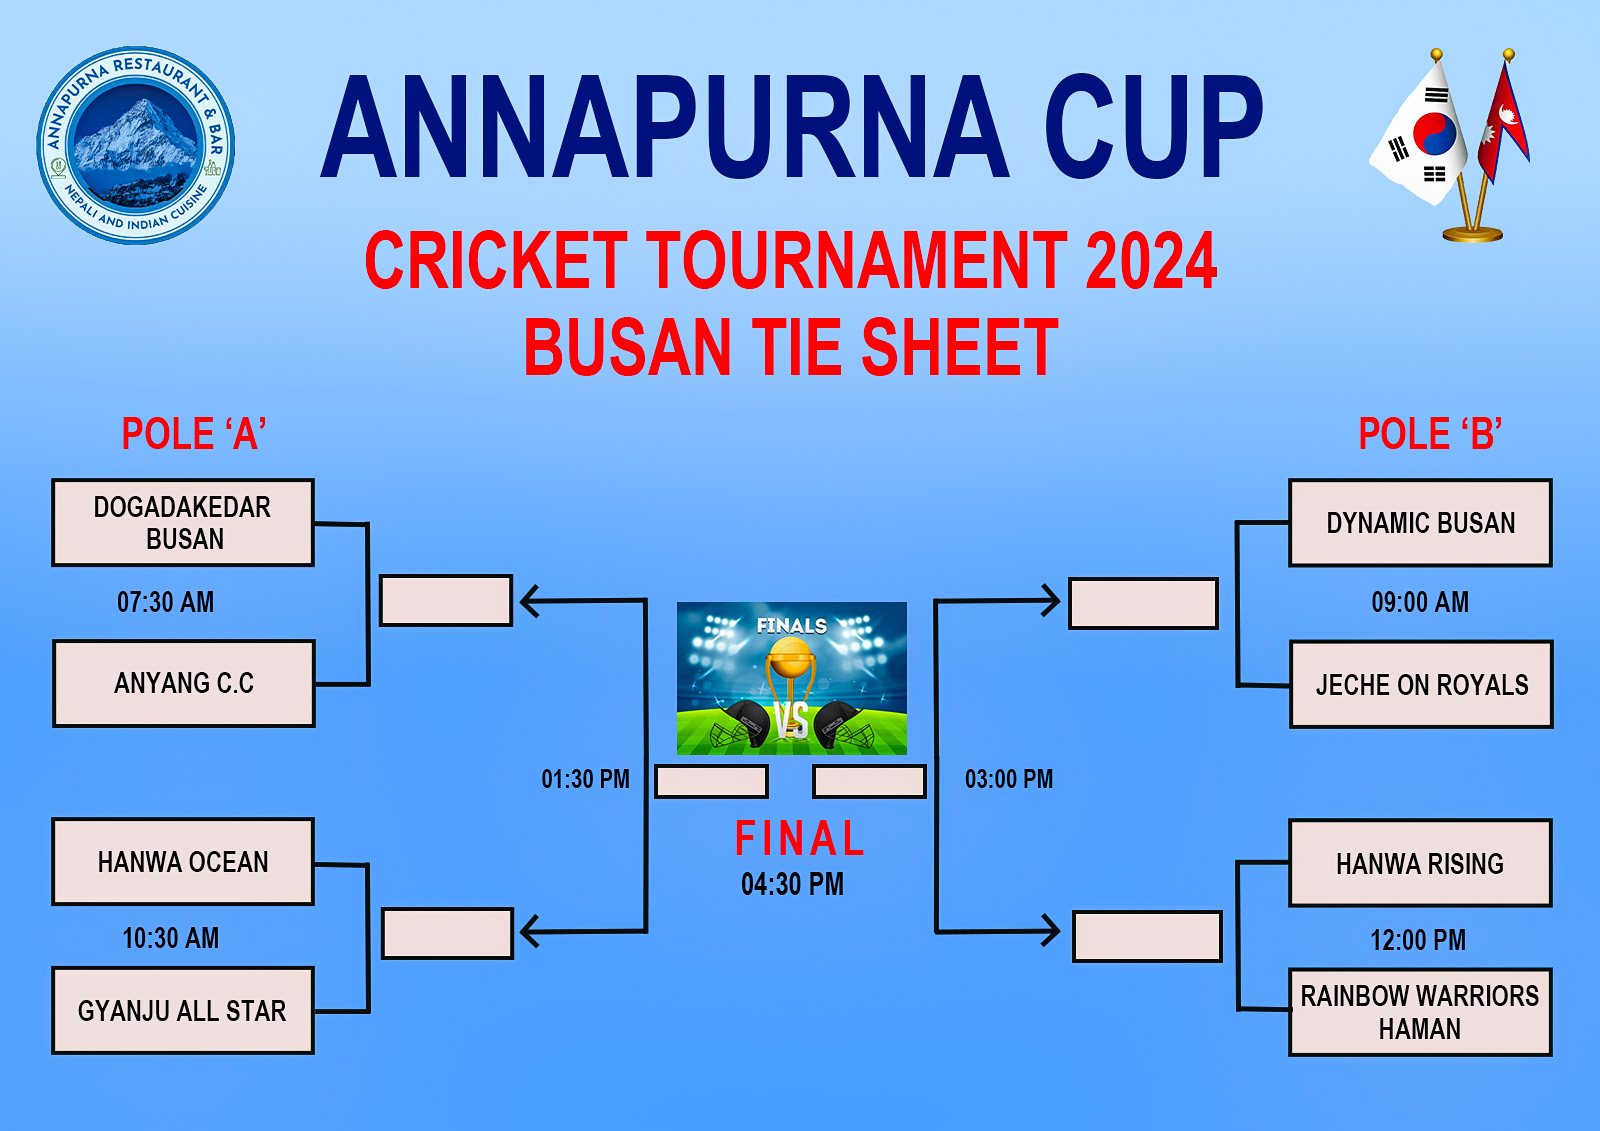 ANNAPURNA RESTAURANT & BAR
NEPALI AND INDIAN CUISINE
ANNAPURNA CUP
CRICKET TOURNAMENT 2024
BUSAN TIE SHEET
POLE ‘A’
DOGADAKEDAR
BUSAN
07:30 AM
ANYANG C.C
HANWA OCEAN
10:30 AM
GYANJU ALL STAR
01:30 PM
FINALS
VS
FINAL
04:30 PM
03:00 PM
POLE ‘B’
DYNAMIC BUSAN
09:00 AM
JECHE ON ROYALS
HANWA RISING
12:00 PM
RAINBOW WARRIORS
HAMAN